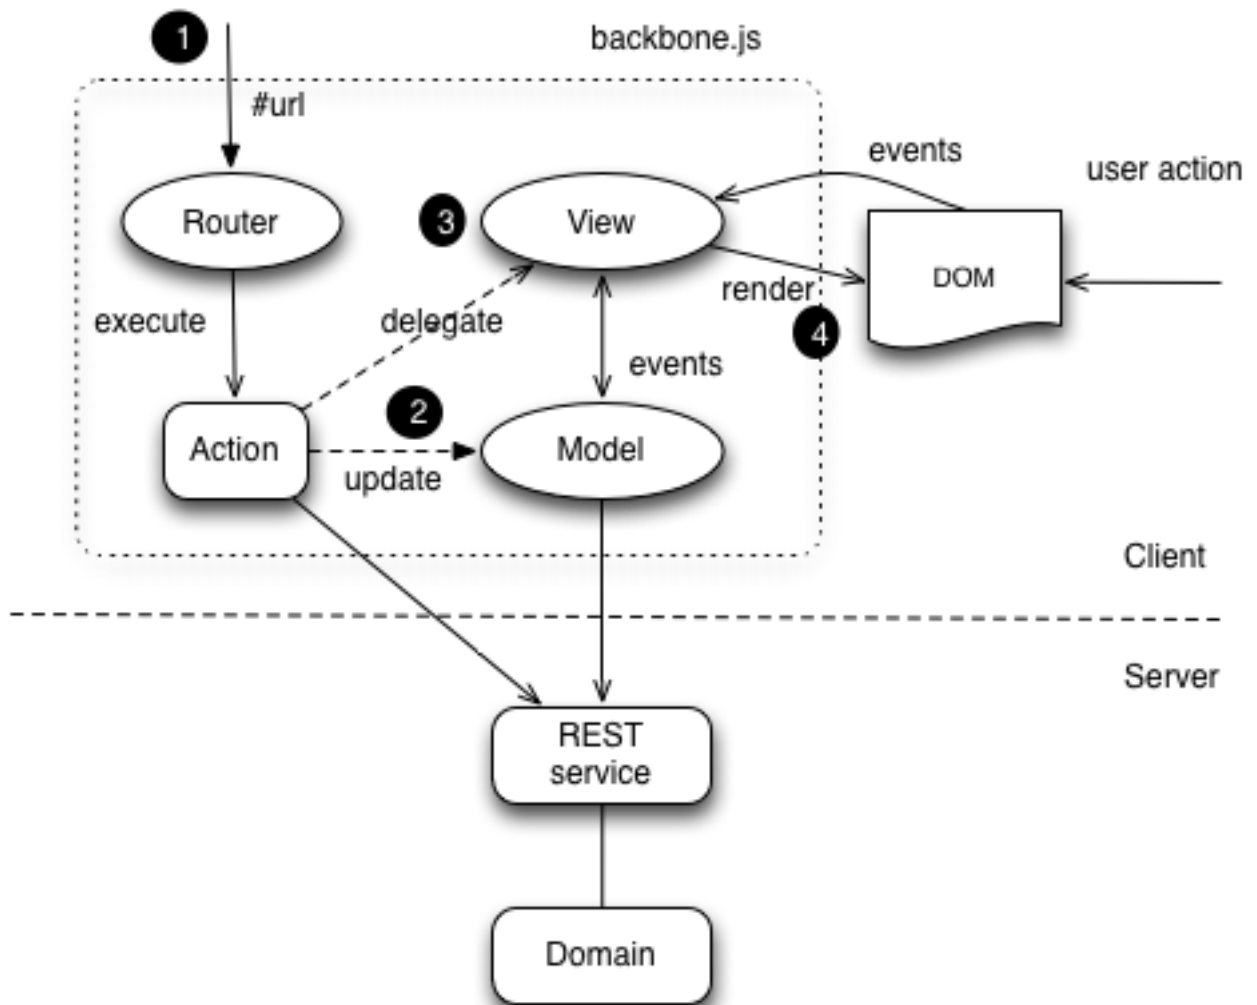 1
backbone.js
#url
events
user action
Router
3
View
DOM
render
execute
delegate
4
events
2
Action
Model
update
Client
Server
REST
service
Domain